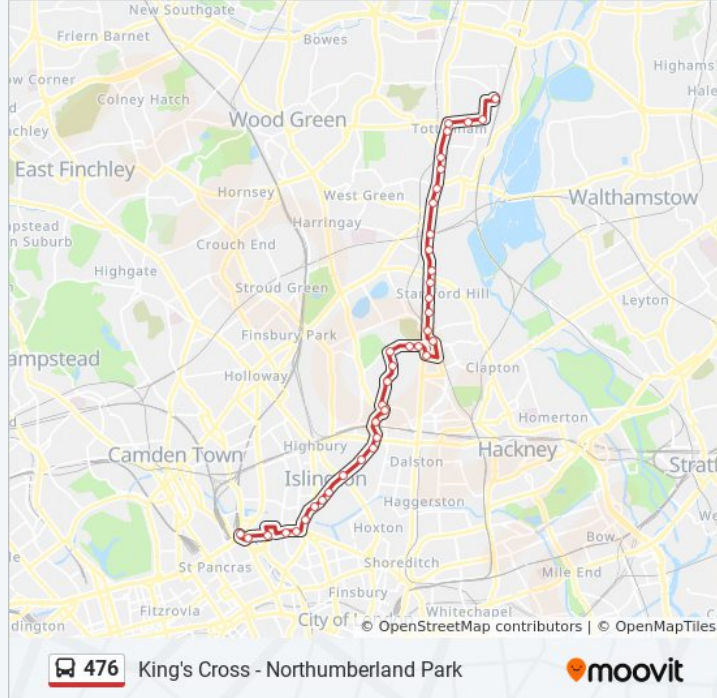 New Southgate
Friern Barnet
Bowes
ow Corner
Highams
Hale
Colney Hatch
Wood Green
Tottenham
chley
East Finchley
Hornsey
West Green
Walthamstow
Harringay
mpstead
n Suburb
Crouch End
Highgate
Stroud Green
Stamford Hill
Leyton
Finsbury Park
ampstead
Clapton
Holloway
Homerton
Highbury
Camden Town
Hackney
Dalston
Islington
Strat
Haggerston
Hoxton
Bow
St Pancras
Shoreditch
Mile End
Finsbury
Fitzrovia
Whitechapel
dington
City of London
© OpenStreetMap contributors | © OpenMapTiles
476 King's Cross - Northumberland Park
moovit